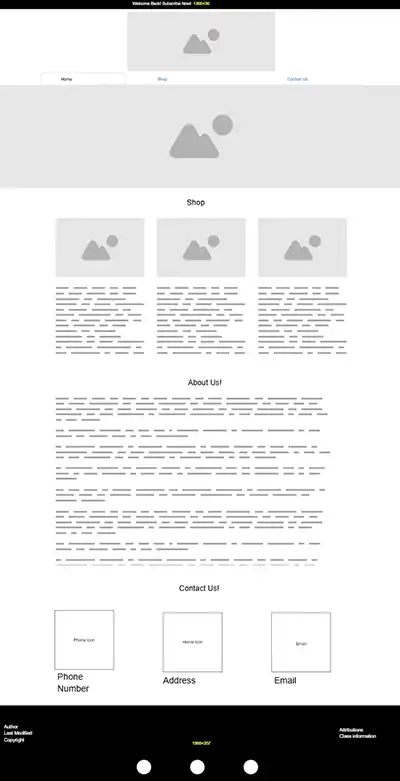 Welcome Back! Subscribe Now! 1366×36
Home
Shop
Contact Us
Shop
About Us!
Contact Us!
Phone Icon
Home Icon
Email
Phone
Number
Address
Email
Author
Last Modified
Copyright
1366×257
Attributions
Class information